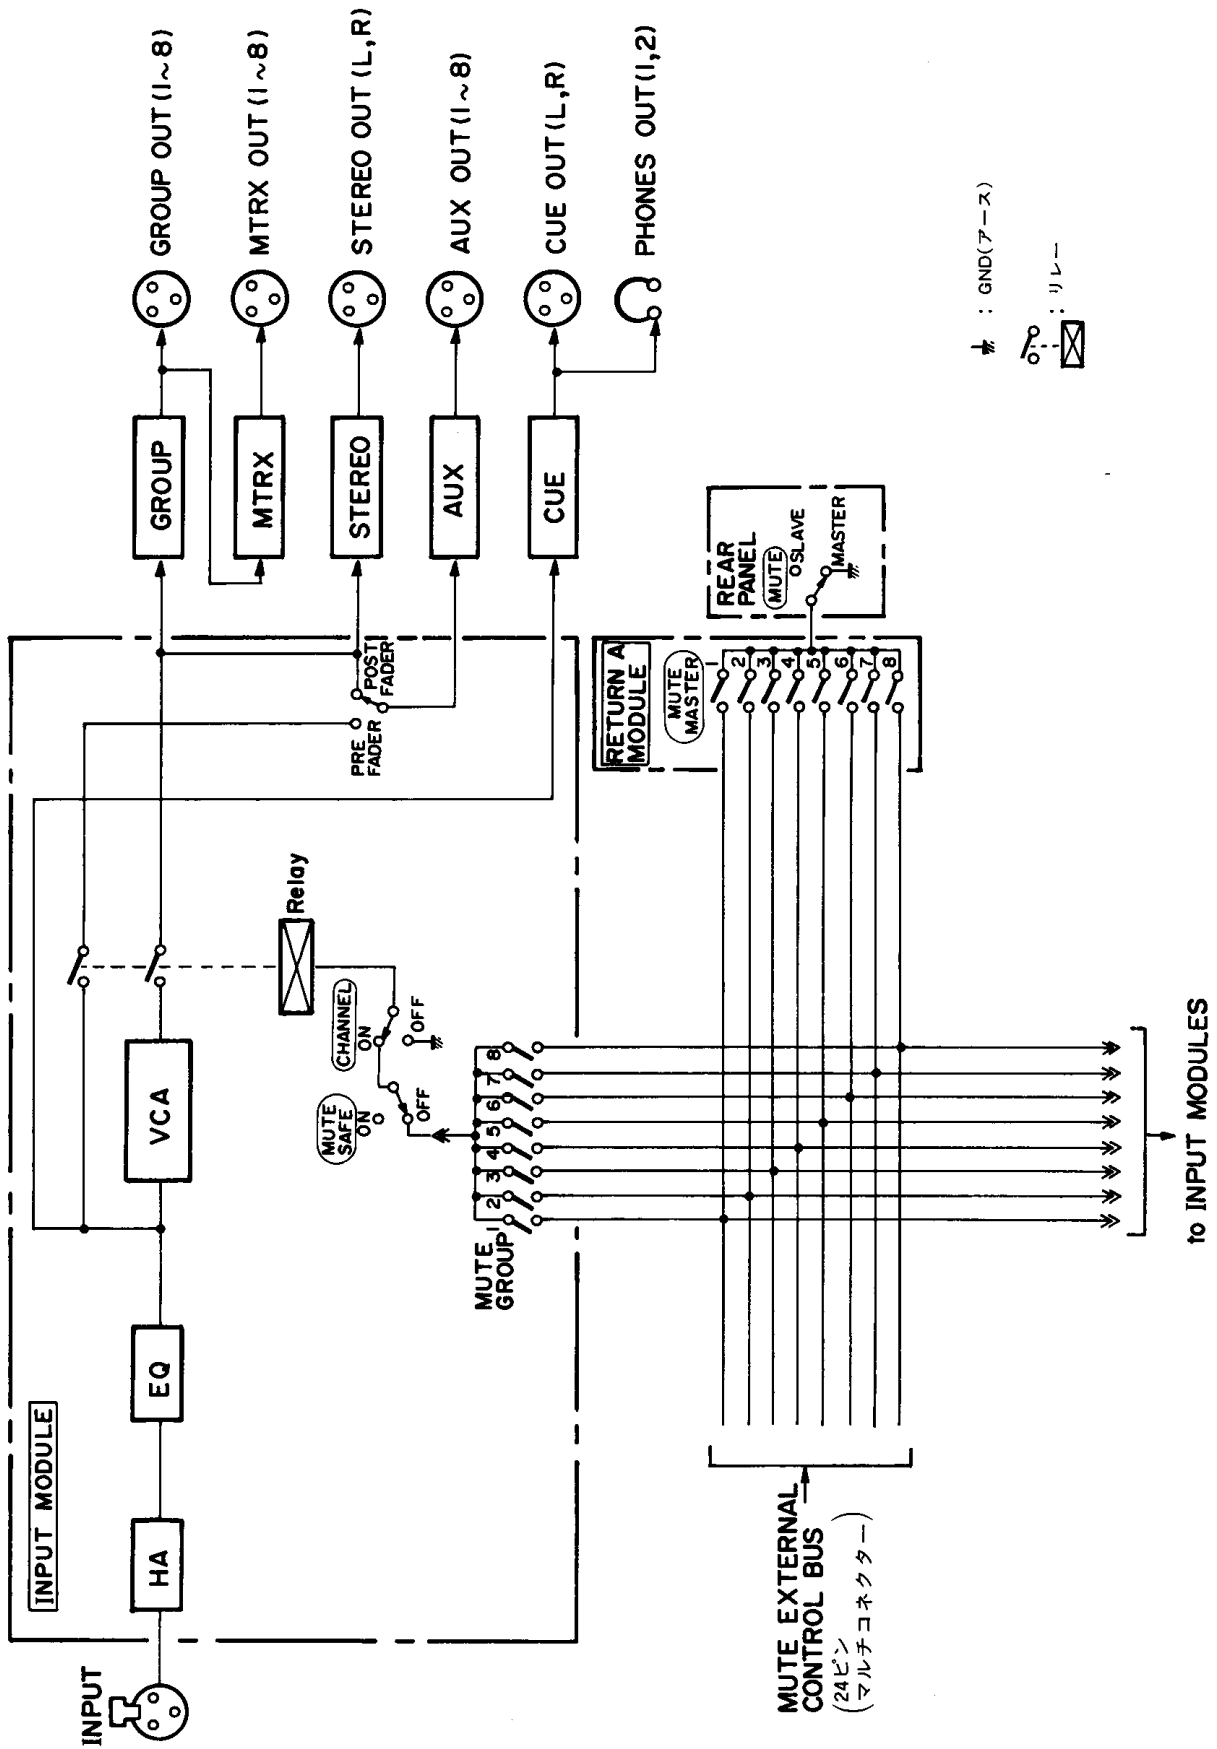 INPUT
INPUT MODULE
HA
EQ
VCA
Relay
MUTE
SAFE
ON
OFF
CHANNEL
ON
OFF
MUTE
GROUP
1
2
3
4
5
6
7
8
PRE
FADER
POST
FADER
GROUP
MTRX
STEREO
AUX
CUE
GROUP OUT (1~8)
MTRX OUT (1~8)
STEREO OUT (L,R)
AUX OUT (1~8)
CUE OUT (L,R)
PHONES OUT (1,2)
MUTE EXTERNAL
CONTROL BUS
(24ピン
マルチコネクター)
RETURN A
MODULE
MUTE
MASTER
1
2
3
4
5
6
7
8
REAR
PANEL
MUTE
SLAVE
MASTER
to INPUT MODULES
: GND(アース)
: リレー